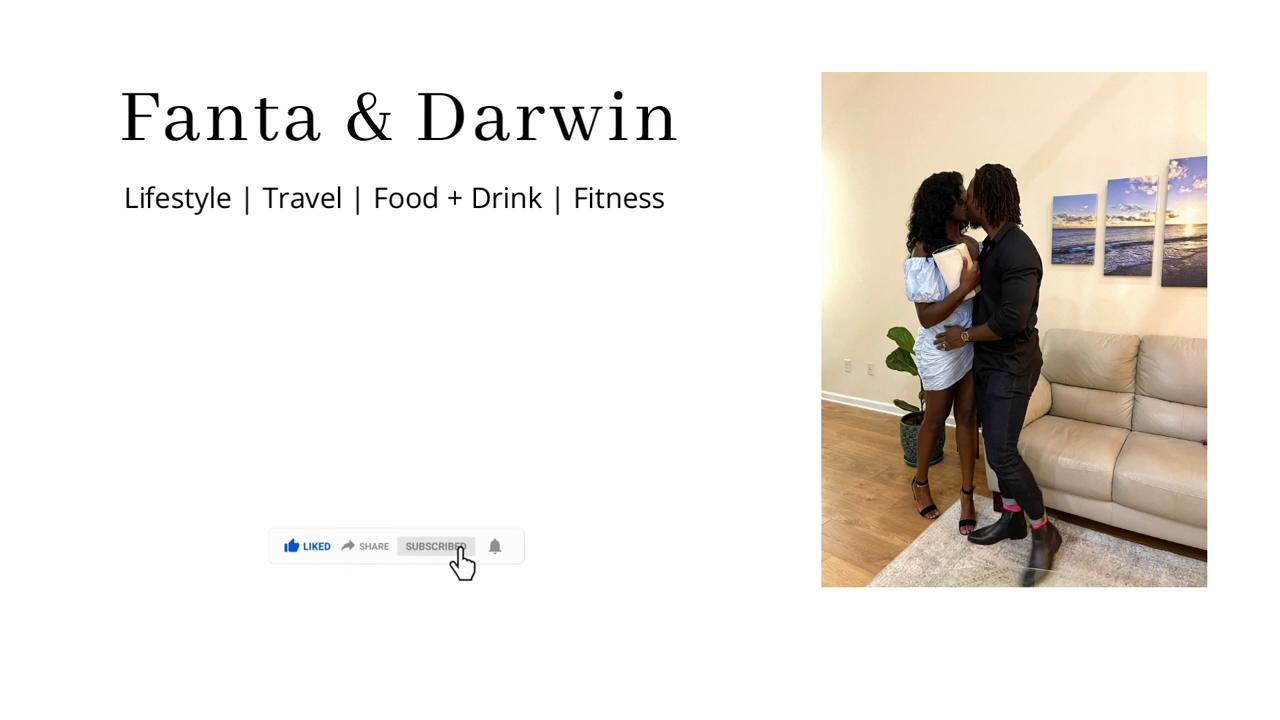 Fanta & Darwin
Lifestyle | Travel | Food + Drink | Fitness
LIKED SHARE SUBSCRIBED